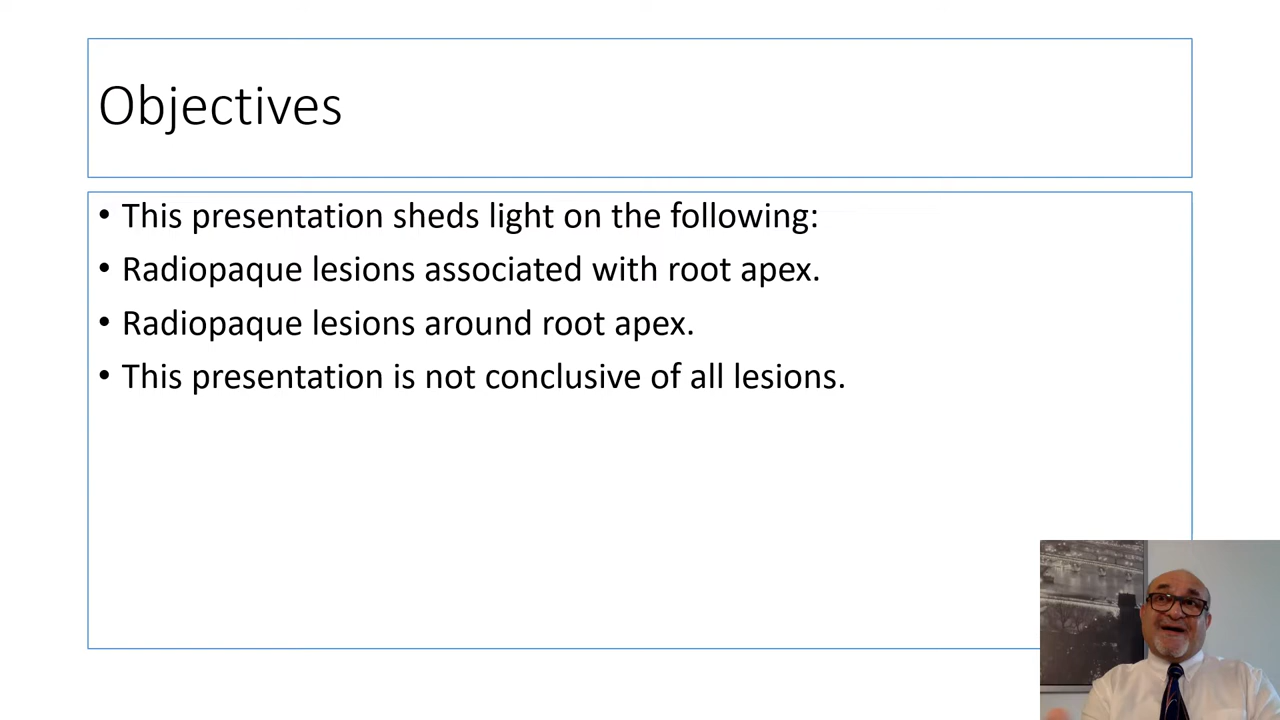 Objectives
• This presentation sheds light on the following:
• Radiopaque lesions associated with root apex.
• Radiopaque lesions around root apex.
• This presentation is not conclusive of all lesions.